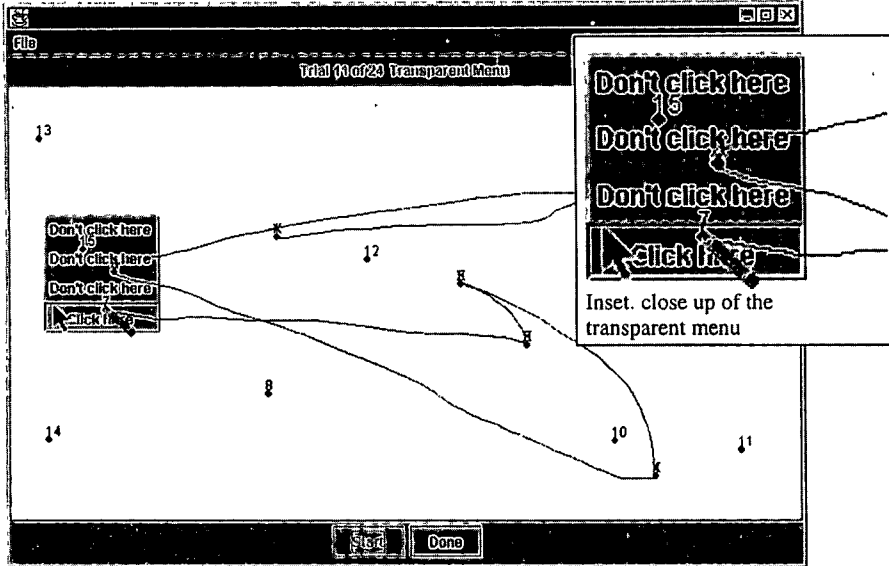 File
Trial 11 of 24 Transparent Menu
13
Don't click here
15
Don't click here
Don't click here
7
Click here
12
8
14
10
11
Start
Done
Don't click here
15
Don't click here
Don't click here
7
Click here
Inset. close up of the
transparent menu